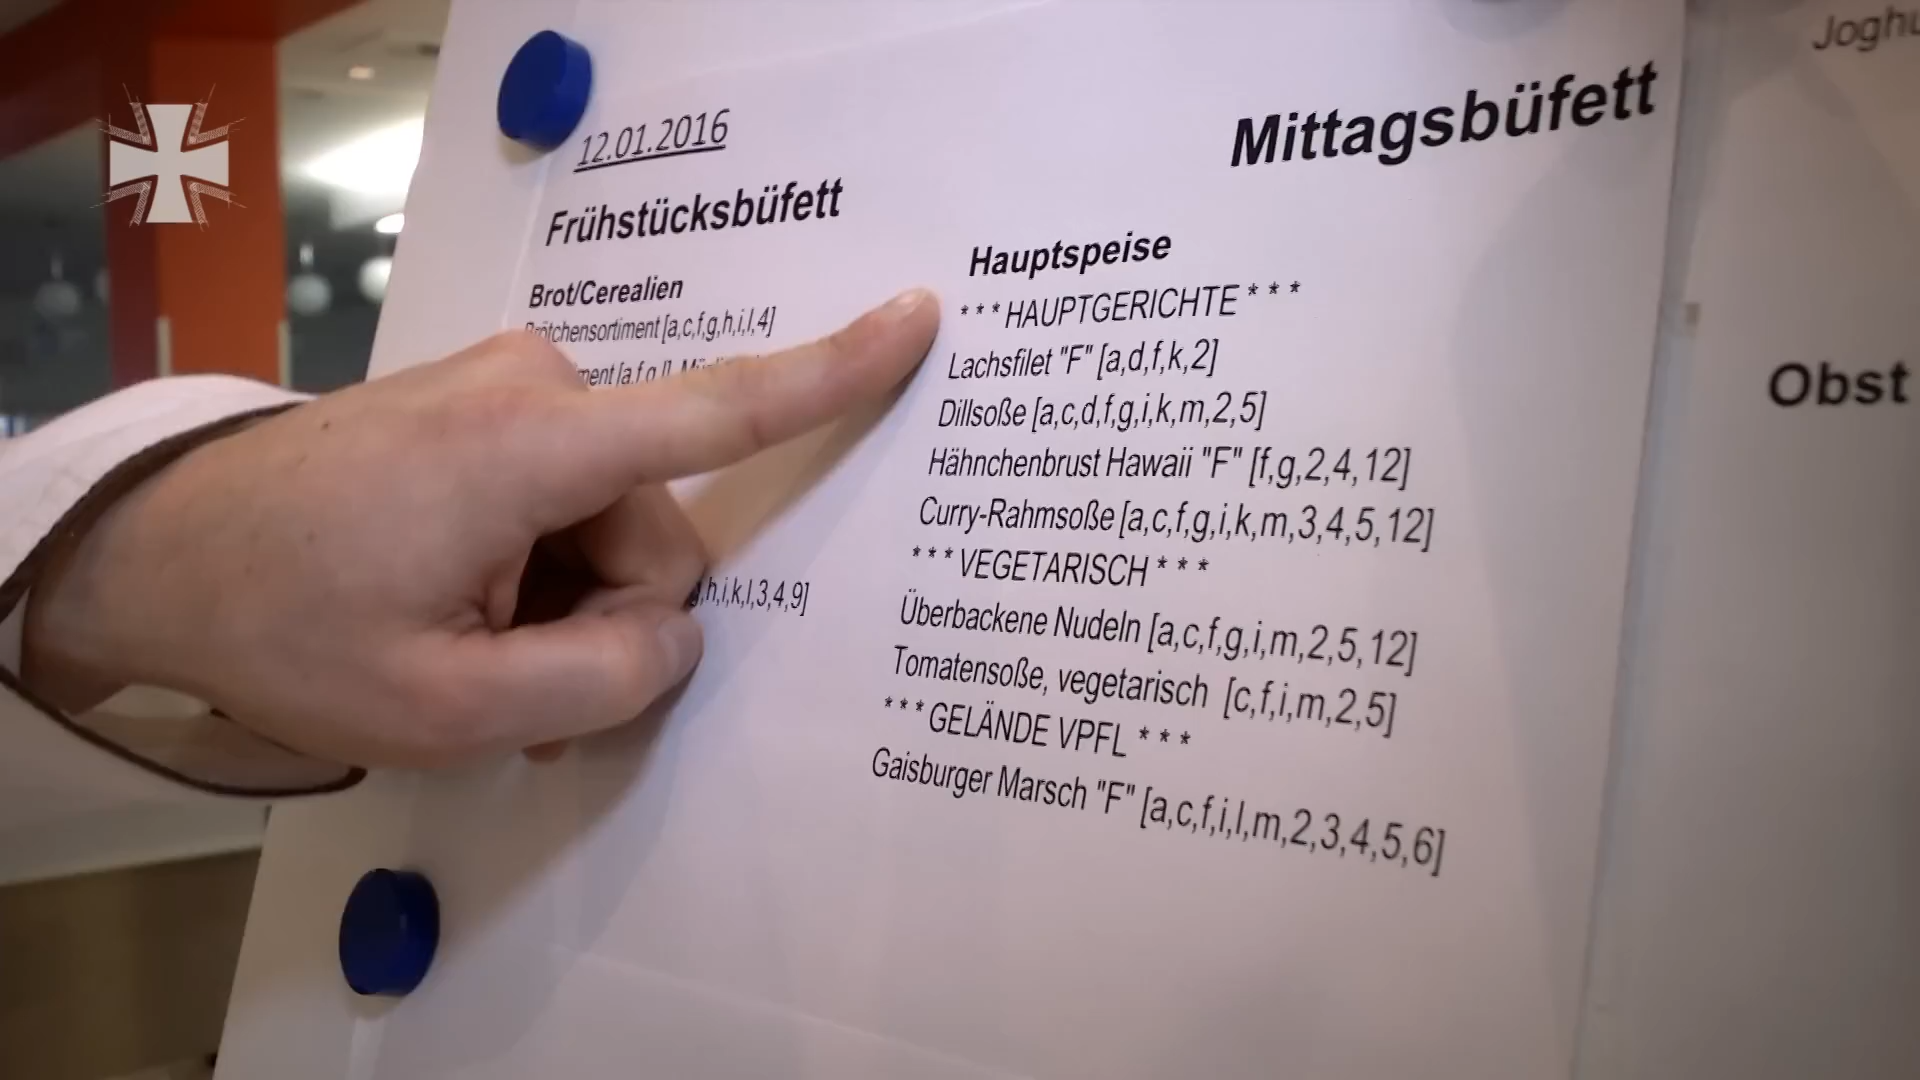 12.01.2016
Frühstücksbüfett
Brot/Cerealien
Brötchensortiment [a,c,f,g,h,i,l,4]
Mittagsbüfett
Hauptspeise
* * * HAUPTGERICHTE * * *
Lachsfilet "F" [a,d,f,k,2]
Dillsoße [a,c,d,f,g,i,k,m,2,5]
Hähnchenbrust Hawaii "F" [f,g,2,4,12]
Curry-Rahmsoße [a,c,f,g,i,k,m,3,4,5,12]
* * * VEGETARISCH * * *
Überbackene Nudeln [a,c,f,g,i,m,2,5,12]
Tomatensoße, vegetarisch [c,f,i,m,2,5]
* * * GELÄNDE VPFL * * *
Gaisburger Marsch "F" [a,c,f,i,l,m,2,3,4,5,6]
,h,i,k,l,3,4,9]
Obst